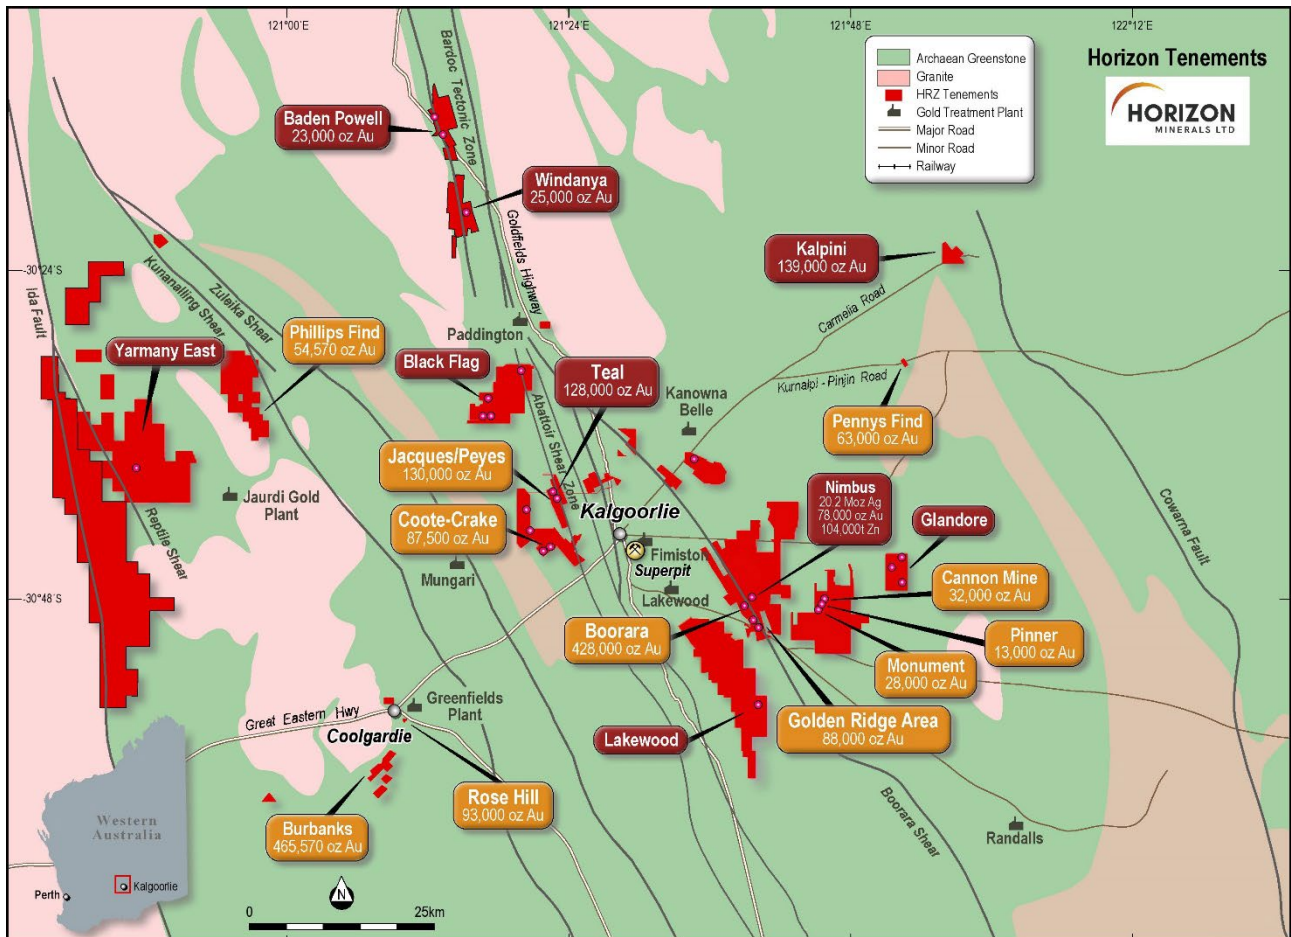 121°00´E
121°24´E
121°48´E
122°12´E
Horizon Tenements
HORIZON
MINERALS LTD
Archaean Greenstone
Granite
HRZ Tenements
Gold Treatment Plant
Major Road
Minor Road
Railway
Bardoc Tectonic Zone
Baden Powell
23,000 oz Au
Windanya
25,000 oz Au
Goldfields Highway
Kalpini
139,000 oz Au
Carmelia Road
-30°24´S
Ida Fault
Kunanalling Shear
Zuleika Shear
Phillips Find
54,570 oz Au
Yarmany East
Paddington
Black Flag
Teal
128,000 oz Au
Kanowna
Belle
Kurnalpi - Pinjin Road
Pennys Find
63,000 oz Au
Abattoir Shear Zone
Jacques/Peyes
130,000 oz Au
Jaurdi Gold
Plant
Coote-Crake
87,500 oz Au
Kalgoorlie
Fimiston
Superpit
Nimbus
20.2 Moz Ag
78,000 oz Au
104,000t Zn
Glandore
Cowarna Fault
Reptile Shear
Mungari
Lakewood
-30°48´S
Cannon Mine
32,000 oz Au
Boorara
428,000 oz Au
Pinner
13,000 oz Au
Monument
28,000 oz Au
Greenfields
Plant
Great Eastern Hwy
Coolgardie
Lakewood
Golden Ridge Area
88,000 oz Au
Rose Hill
93,000 oz Au
Burbanks
465,570 oz Au
Boorara Shear
Randalls
Western
Australia
Perth
Kalgoorlie
N
0
25km